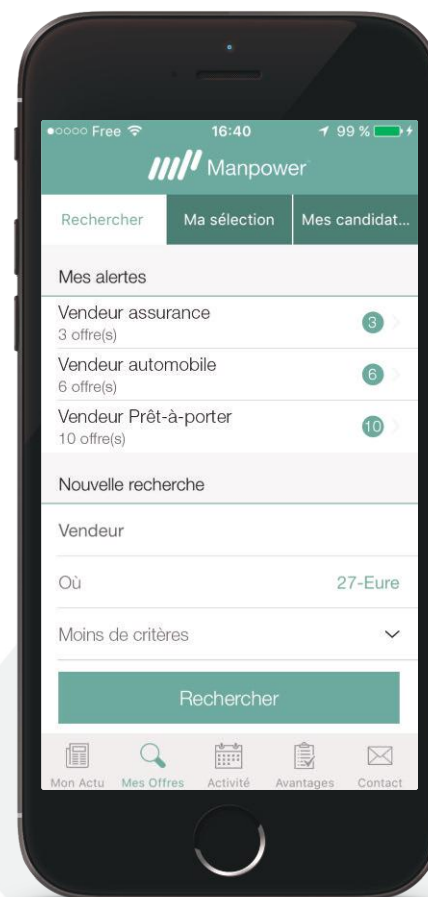 Free 16:40 99 %
Manpower
Rechercher Ma sélection Mes candidat...
Mes alertes
Vendeur assurance
3 offre(s) 3
Vendeur automobile
6 offre(s) 6
Vendeur Prêt-à-porter
10 offre(s) 10
Nouvelle recherche
Vendeur
Où 27-Eure
Moins de critères
Rechercher
Mon Actu Mes Offres Activité Avantages Contact